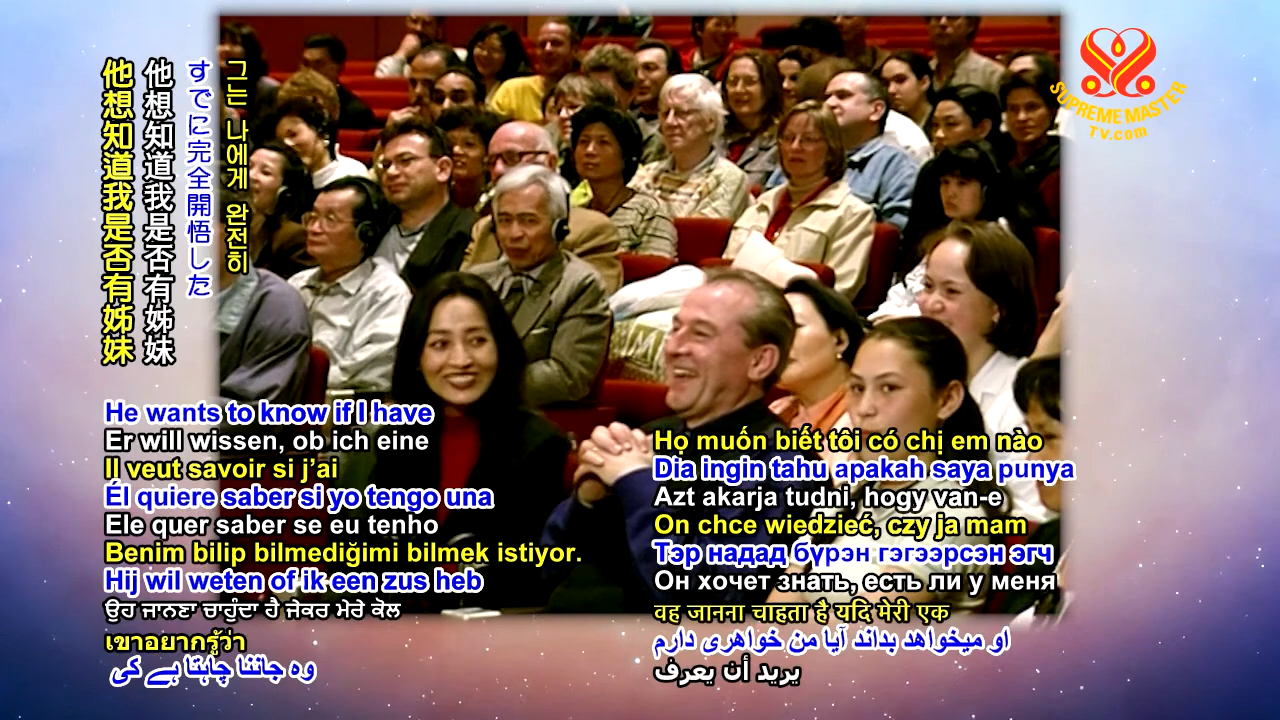 他想知道我是否有姊妹
他想知道我是否有姊妹
すでに完全開悟した
그는 나에게 완전히
SUPREME MASTER
TV.com
He wants to know if I have
Er will wissen, ob ich eine
Il veut savoir si j'ai
Él quiere saber si yo tengo una
Ele quer saber se eu tenho
Benim bilip bilmediğimi bilmek istiyor.
Hij wil weten of ik een zus heb
ਉਹ ਜਾਨਣਾ ਚਾਹੁੰਦਾ ਹੈ ਜੇਕਰ ਮੇਰੇ ਕੋਲ
เขาอยากรู้ว่า
وہ جاننا چاہتا ہے کی
Họ muốn biết tôi có chị em nào
Dia ingin tahu apakah saya punya
Azt akarja tudni, hogy van-e
On chce wiedzieć, czy ja mam
Тэр надад бүрэн гэгээрсэн эгч
Он хочет знать, есть ли у меня
वह जानना चाहता है यदि मेरी एक
او میخواهد بداند آیا من خواهری دارم
يريد أن يعرف